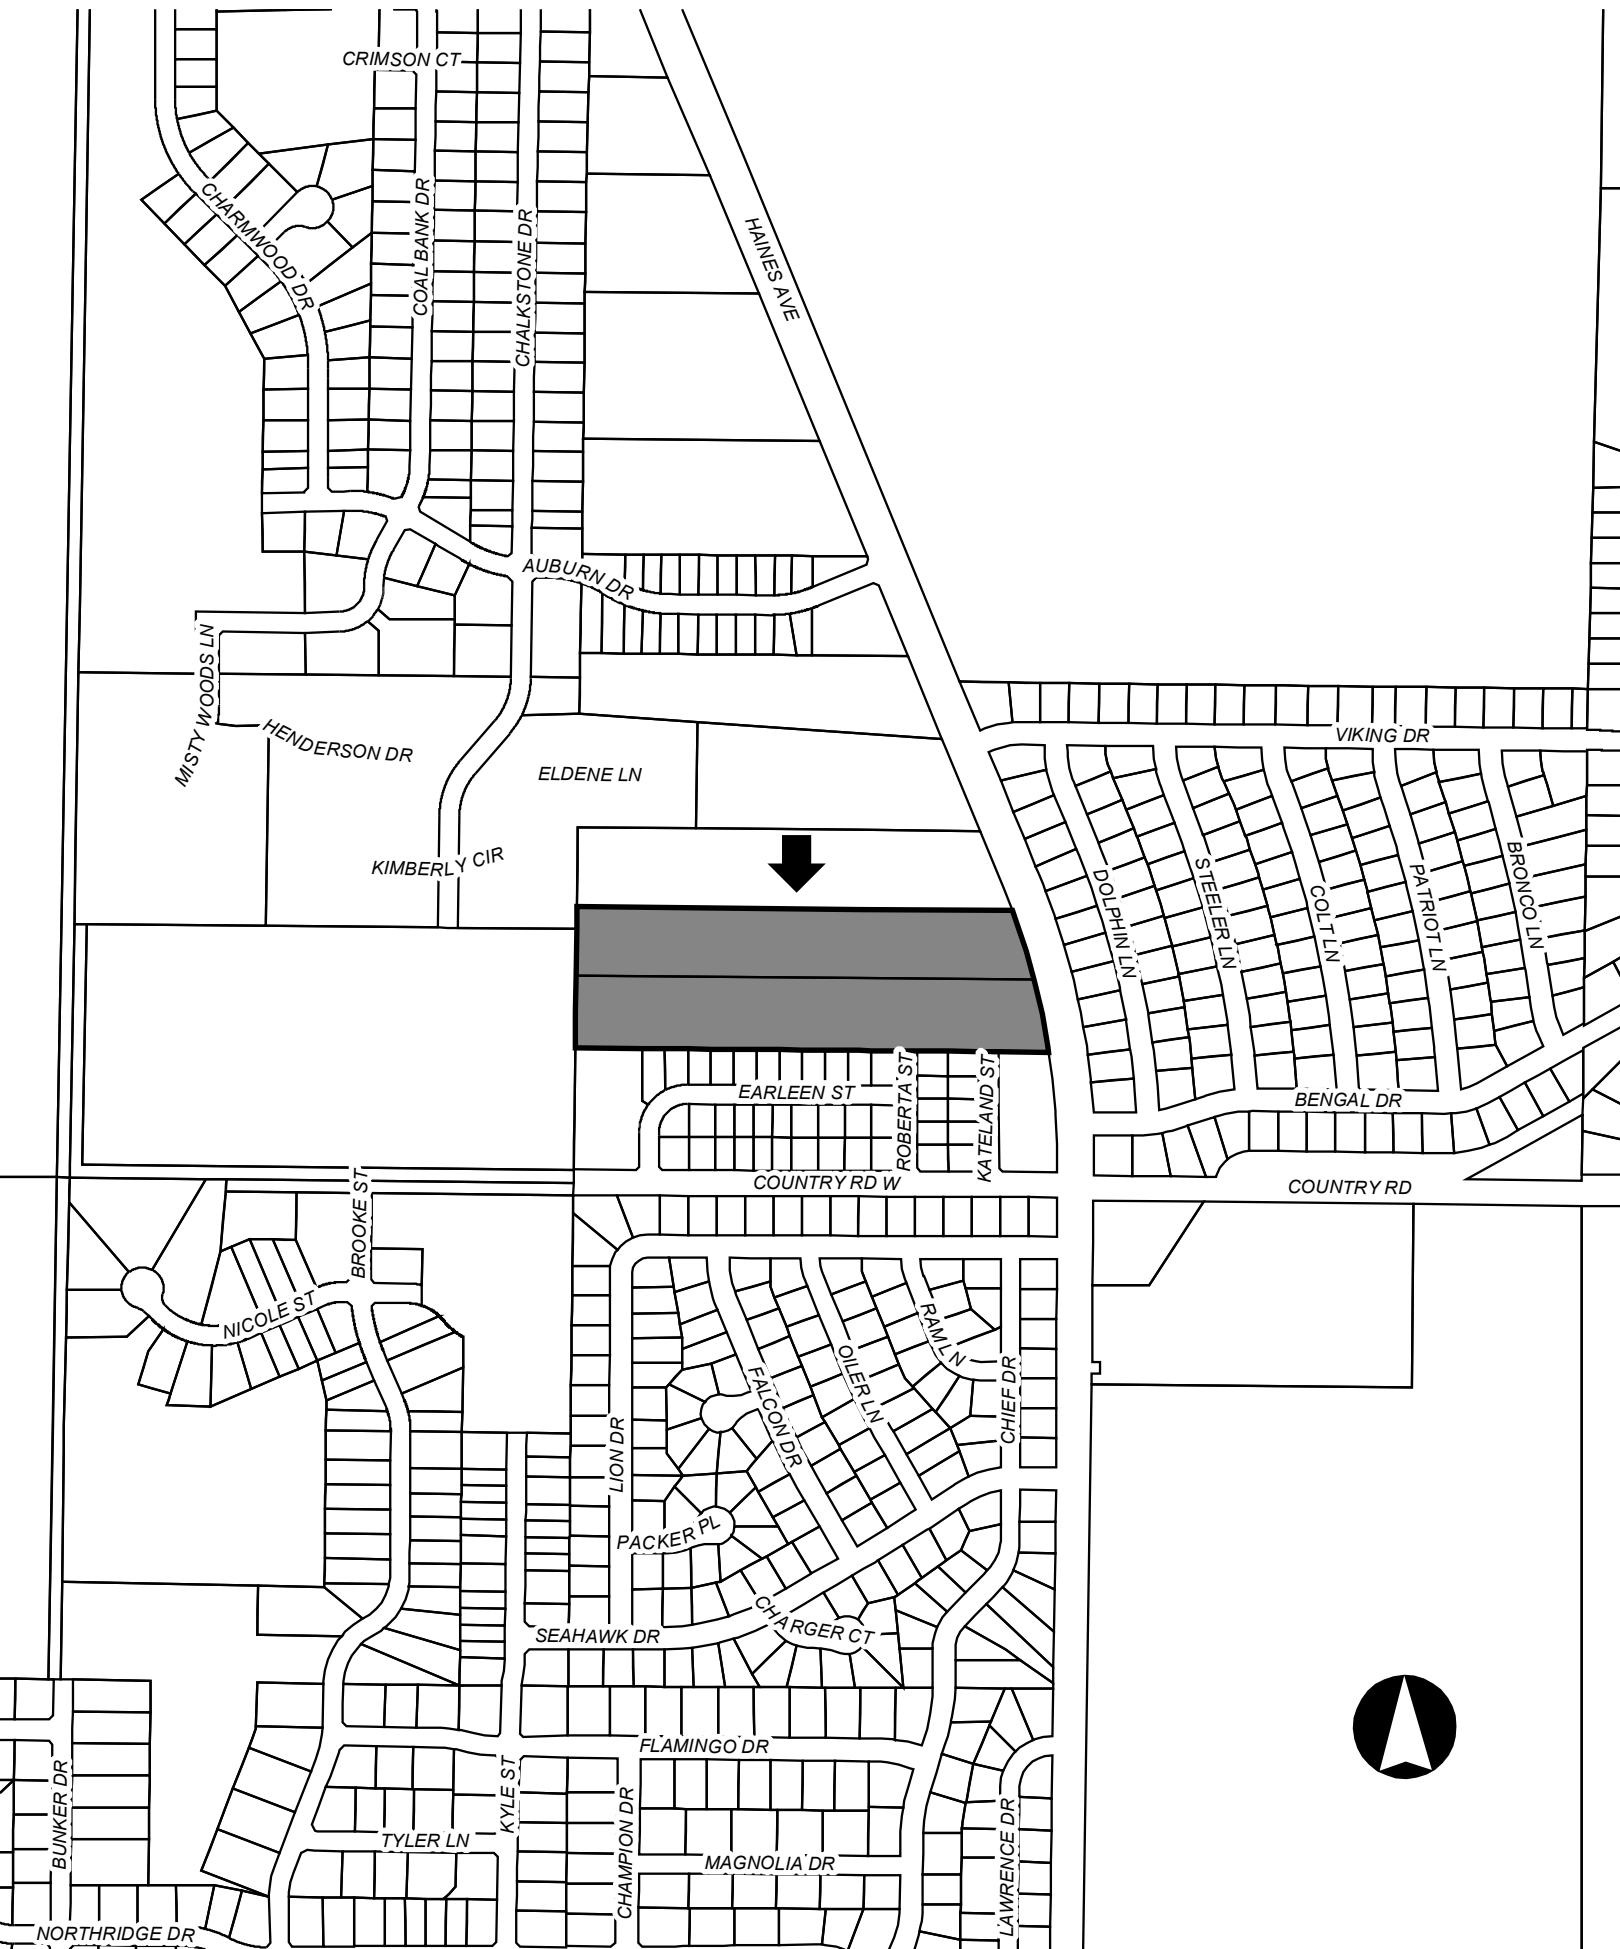 CRIMSON CT
CHARMWOOD DR
COAL BANK DR
CHALKSTONE DR
HAINES AVE
AUBURN DR
MISTY WOODS LN
HENDERSON DR
ELDENE LN
VIKING DR
KIMBERLY CIR
DOLPHIN LN
STEELER LN
COLT LN
PATRIOT LN
BRONCO LN
EARLEEN ST
ROBERTA ST
KATELAND ST
BENGAL DR
COUNTRY RD W
COUNTRY RD
BROOKE ST
NICOLE ST
RAM LN
OILER LN
FALCON DR
CHIEF DR
LION DR
PACKER PL
CHARGER CT
SEAHAWK DR
FLAMINGO DR
BUNKER DR
KYLE ST
TYLER LN
CHAMPION DR
MAGNOLIA DR
LAWRENCE DR
NORTHRIDGE DR